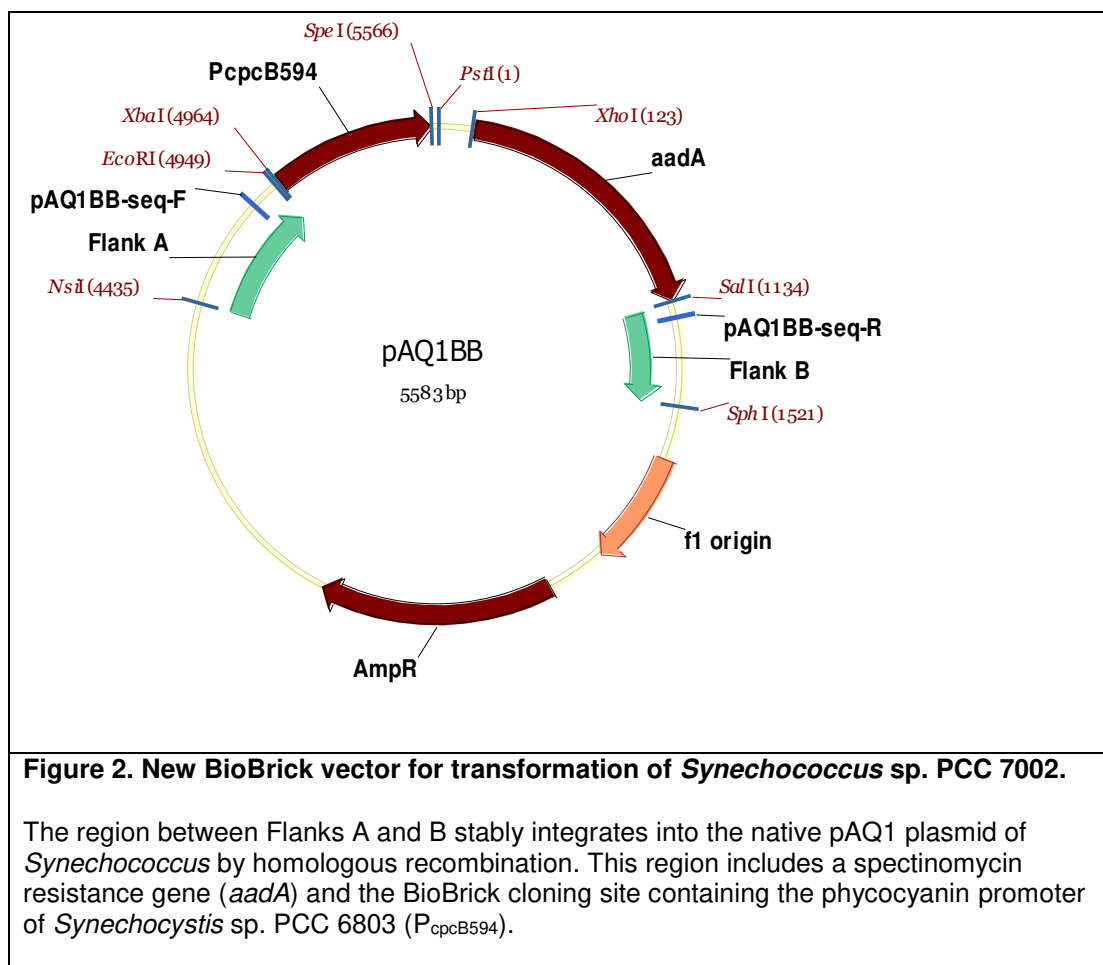 SpeI(5566)
PcpcB594
PstI(1)
XbaI(4964)
XhoI(123)
EcoRI(4949)
aadA
pAQ1BB-seq-F
Flank A
NsiI(4435)
SalI(1134)
pAQ1BB-seq-R
pAQ1BB
Flank B
5583 bp
SphI(1521)
f1 origin
AmpR
Figure 2. New BioBrick vector for transformation of Synechococcus sp. PCC 7002.
The region between Flanks A and B stably integrates into the native pAQ1 plasmid of
Synechococcus by homologous recombination. This region includes a spectinomycin
resistance gene (aadA) and the BioBrick cloning site containing the phycocyanin promoter
of Synechocystis sp. PCC 6803 (PcpcB594).